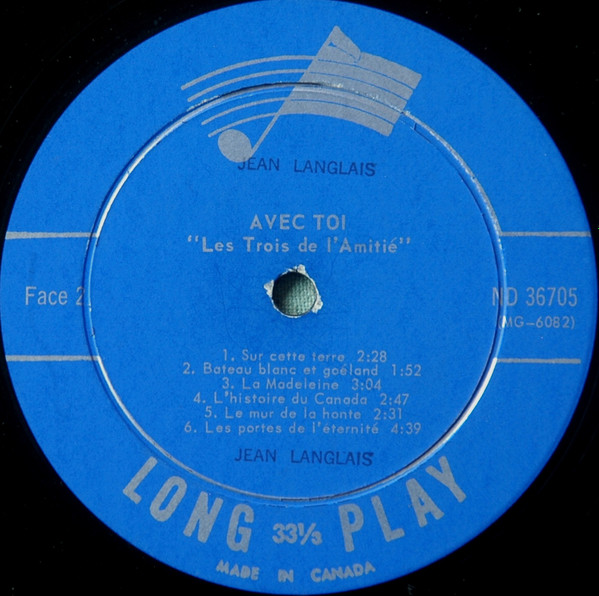 JEAN LANGLAIS
AVEC TOI
"Les Trois de l'Amitié"
Face 2
ND 36705
(MG-6082)
1. Sur cette terre 2:28
2. Bateau blanc et goéland 1:52
3. La Madeleine 3:04
4. L'histoire du Canada 2:47
5. Le mur de la honte 2:31
6. Les portes de l'éternité 4:39
JEAN LANGLAIS
LONG 33⅓ PLAY
MADE IN CANADA